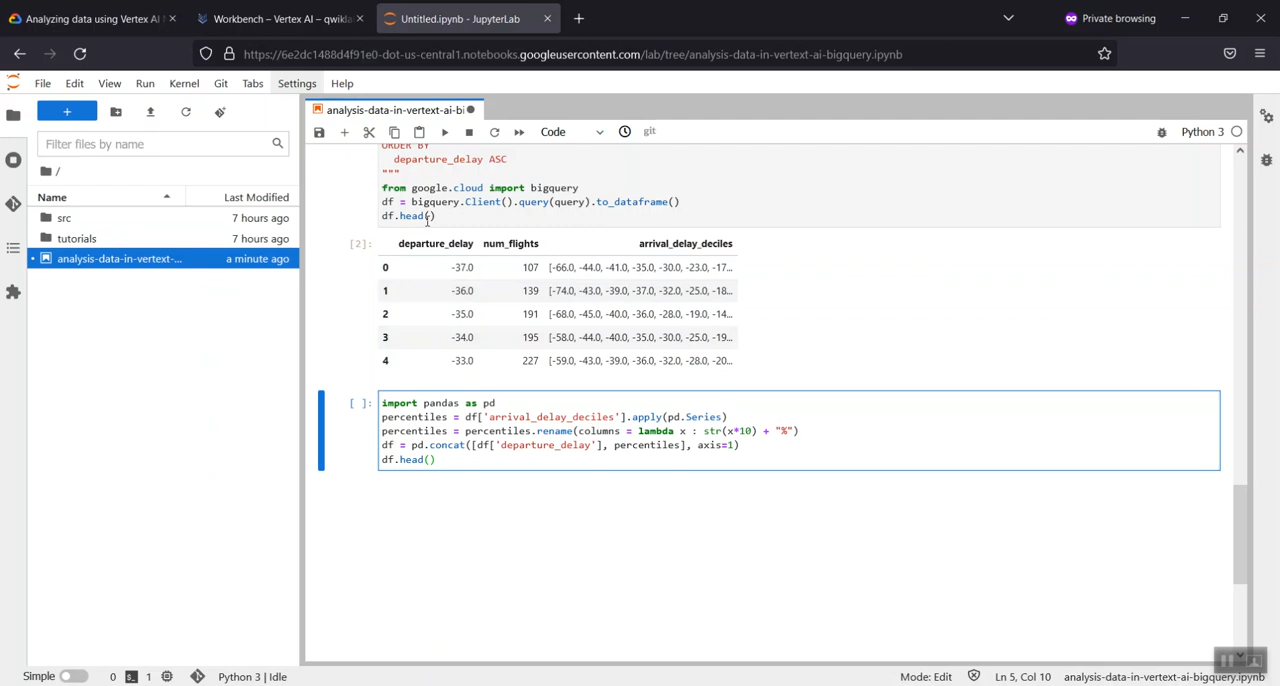 Analyzing data using Vertex AI N
Workbench – Vertex AI – qwikla
Untitled.ipynb - JupyterLab
Private browsing
https://6e2dc1488d4f91e0-dot-us-central1.notebooks.googleusercontent.com/lab/tree/analysis-data-in-vertext-ai-bigquery.ipynb
File Edit View Run Kernel Git Tabs Settings Help
analysis-data-in-vertext-ai-bi
Filter files by name
Code
git
Python 3
/
Name Last Modified
src 7 hours ago
tutorials 7 hours ago
analysis-data-in-vertext-... a minute ago
ORDER BY
departure_delay ASC
"""
from google.cloud import bigquery
df = bigquery.Client().query(query).to_dataframe()
df.head()
[2]: departure_delay num_flights arrival_delay_deciles
0 -37.0 107 [-66.0, -44.0, -41.0, -35.0, -30.0, -23.0, -17...
1 -36.0 139 [-74.0, -43.0, -39.0, -37.0, -32.0, -25.0, -18...
2 -35.0 191 [-68.0, -45.0, -40.0, -36.0, -28.0, -19.0, -14...
3 -34.0 195 [-58.0, -44.0, -40.0, -35.0, -30.0, -25.0, -19...
4 -33.0 227 [-59.0, -43.0, -39.0, -36.0, -32.0, -28.0, -20...
[ ]: import pandas as pd
percentiles = df['arrival_delay_deciles'].apply(pd.Series)
percentiles = percentiles.rename(columns = lambda x : str(x*10) + "%")
df = pd.concat([df['departure_delay'], percentiles], axis=1)
df.head()
Simple 0 1 Python 3 | Idle Mode: Edit Ln 5, Col 10 analysis-data-in-vertext-ai-bigquery.ipynb